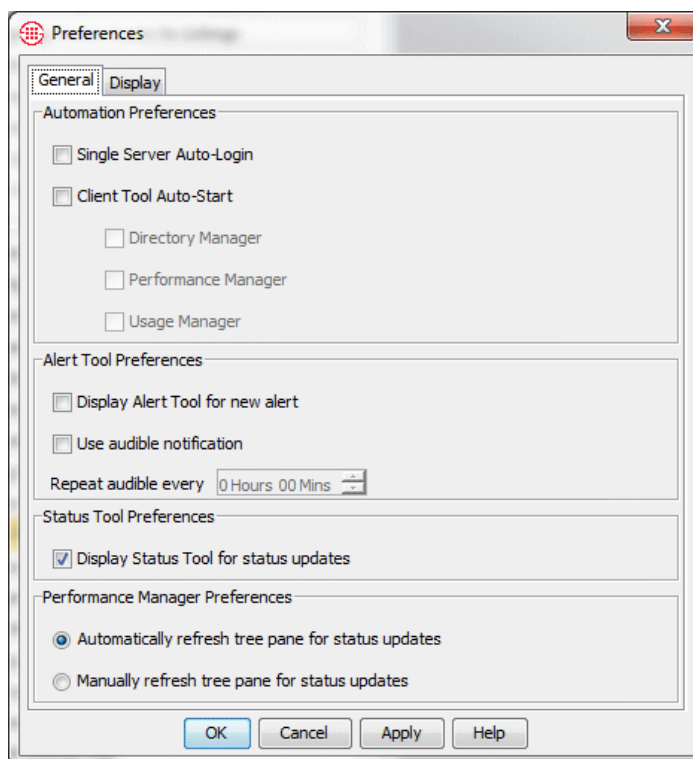 Preferences
General Display
Automation Preferences
Single Server Auto-Login
Client Tool Auto-Start
Directory Manager
Performance Manager
Usage Manager
Alert Tool Preferences
Display Alert Tool for new alert
Use audible notification
Repeat audible every 0 Hours 00 Mins
Status Tool Preferences
Display Status Tool for status updates
Performance Manager Preferences
Automatically refresh tree pane for status updates
Manually refresh tree pane for status updates
OK Cancel Apply Help